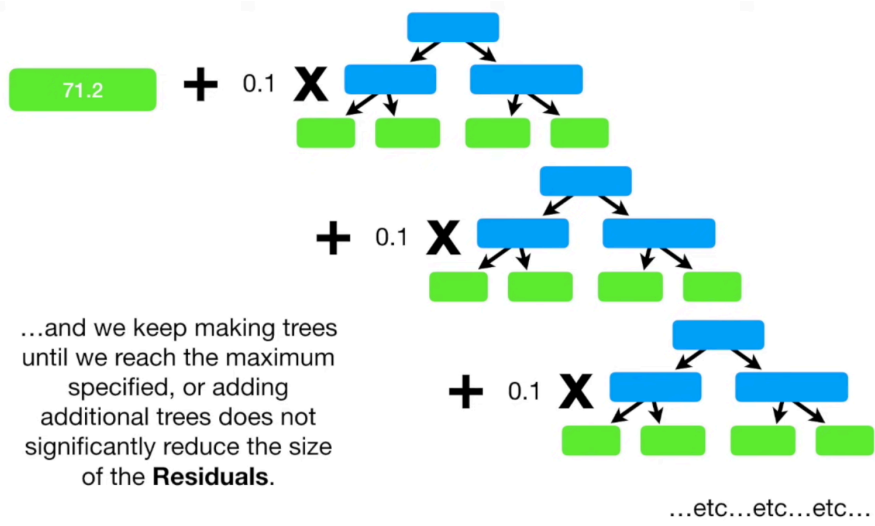 71.2 + 0.1 X
+ 0.1 X
+ 0.1 X
…and we keep making trees
until we reach the maximum
specified, or adding
additional trees does not
significantly reduce the size
of the Residuals.
…etc…etc…etc…